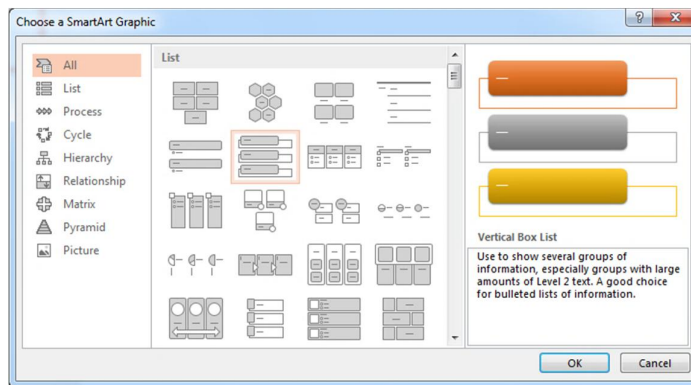 Choose a SmartArt Graphic
All
List
Process
Cycle
Hierarchy
Relationship
Matrix
Pyramid
Picture
List
Vertical Box List
Use to show several groups of
information, especially groups with large
amounts of Level 2 text. A good choice
for bulleted lists of information.
OK
Cancel